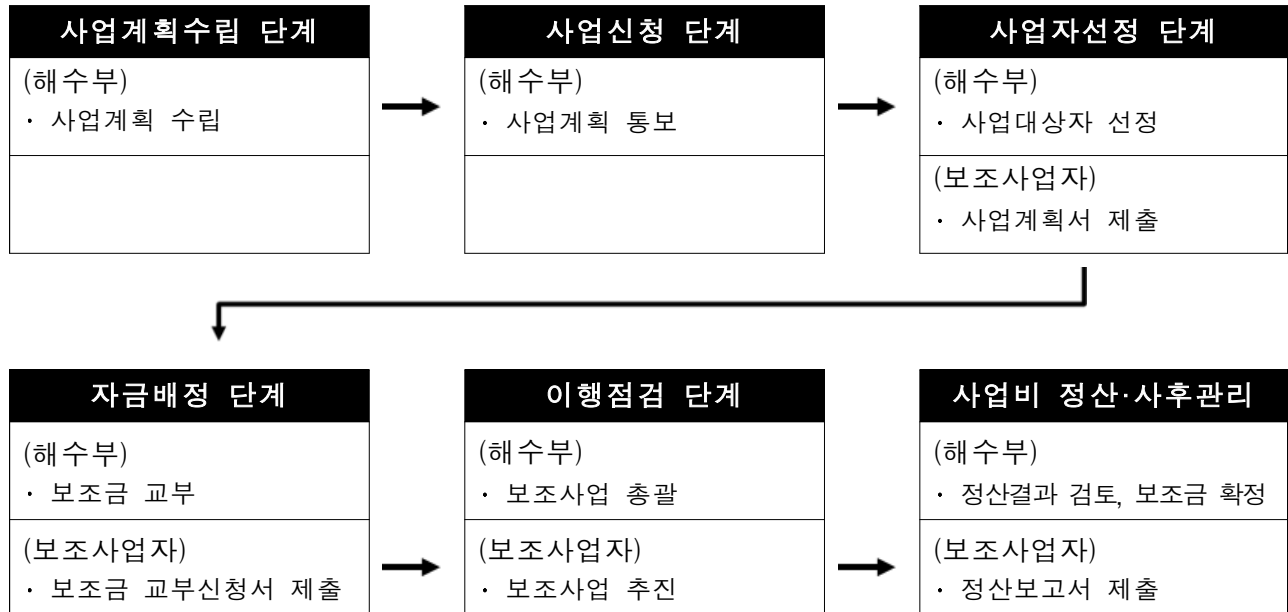 사업계획수립 단계
(해수부)
· 사업계획 수립
사업신청 단계
(해수부)
· 사업계획 통보
사업자선정 단계
(해수부)
· 사업대상자 선정
(보조사업자)
· 사업계획서 제출
자금배정 단계
(해수부)
· 보조금 교부
(보조사업자)
· 보조금 교부신청서 제출
이행점검 단계
(해수부)
· 보조사업 총괄
(보조사업자)
· 보조사업 추진
사업비 정산·사후관리
(해수부)
· 정산결과 검토, 보조금 확정
(보조사업자)
· 정산보고서 제출